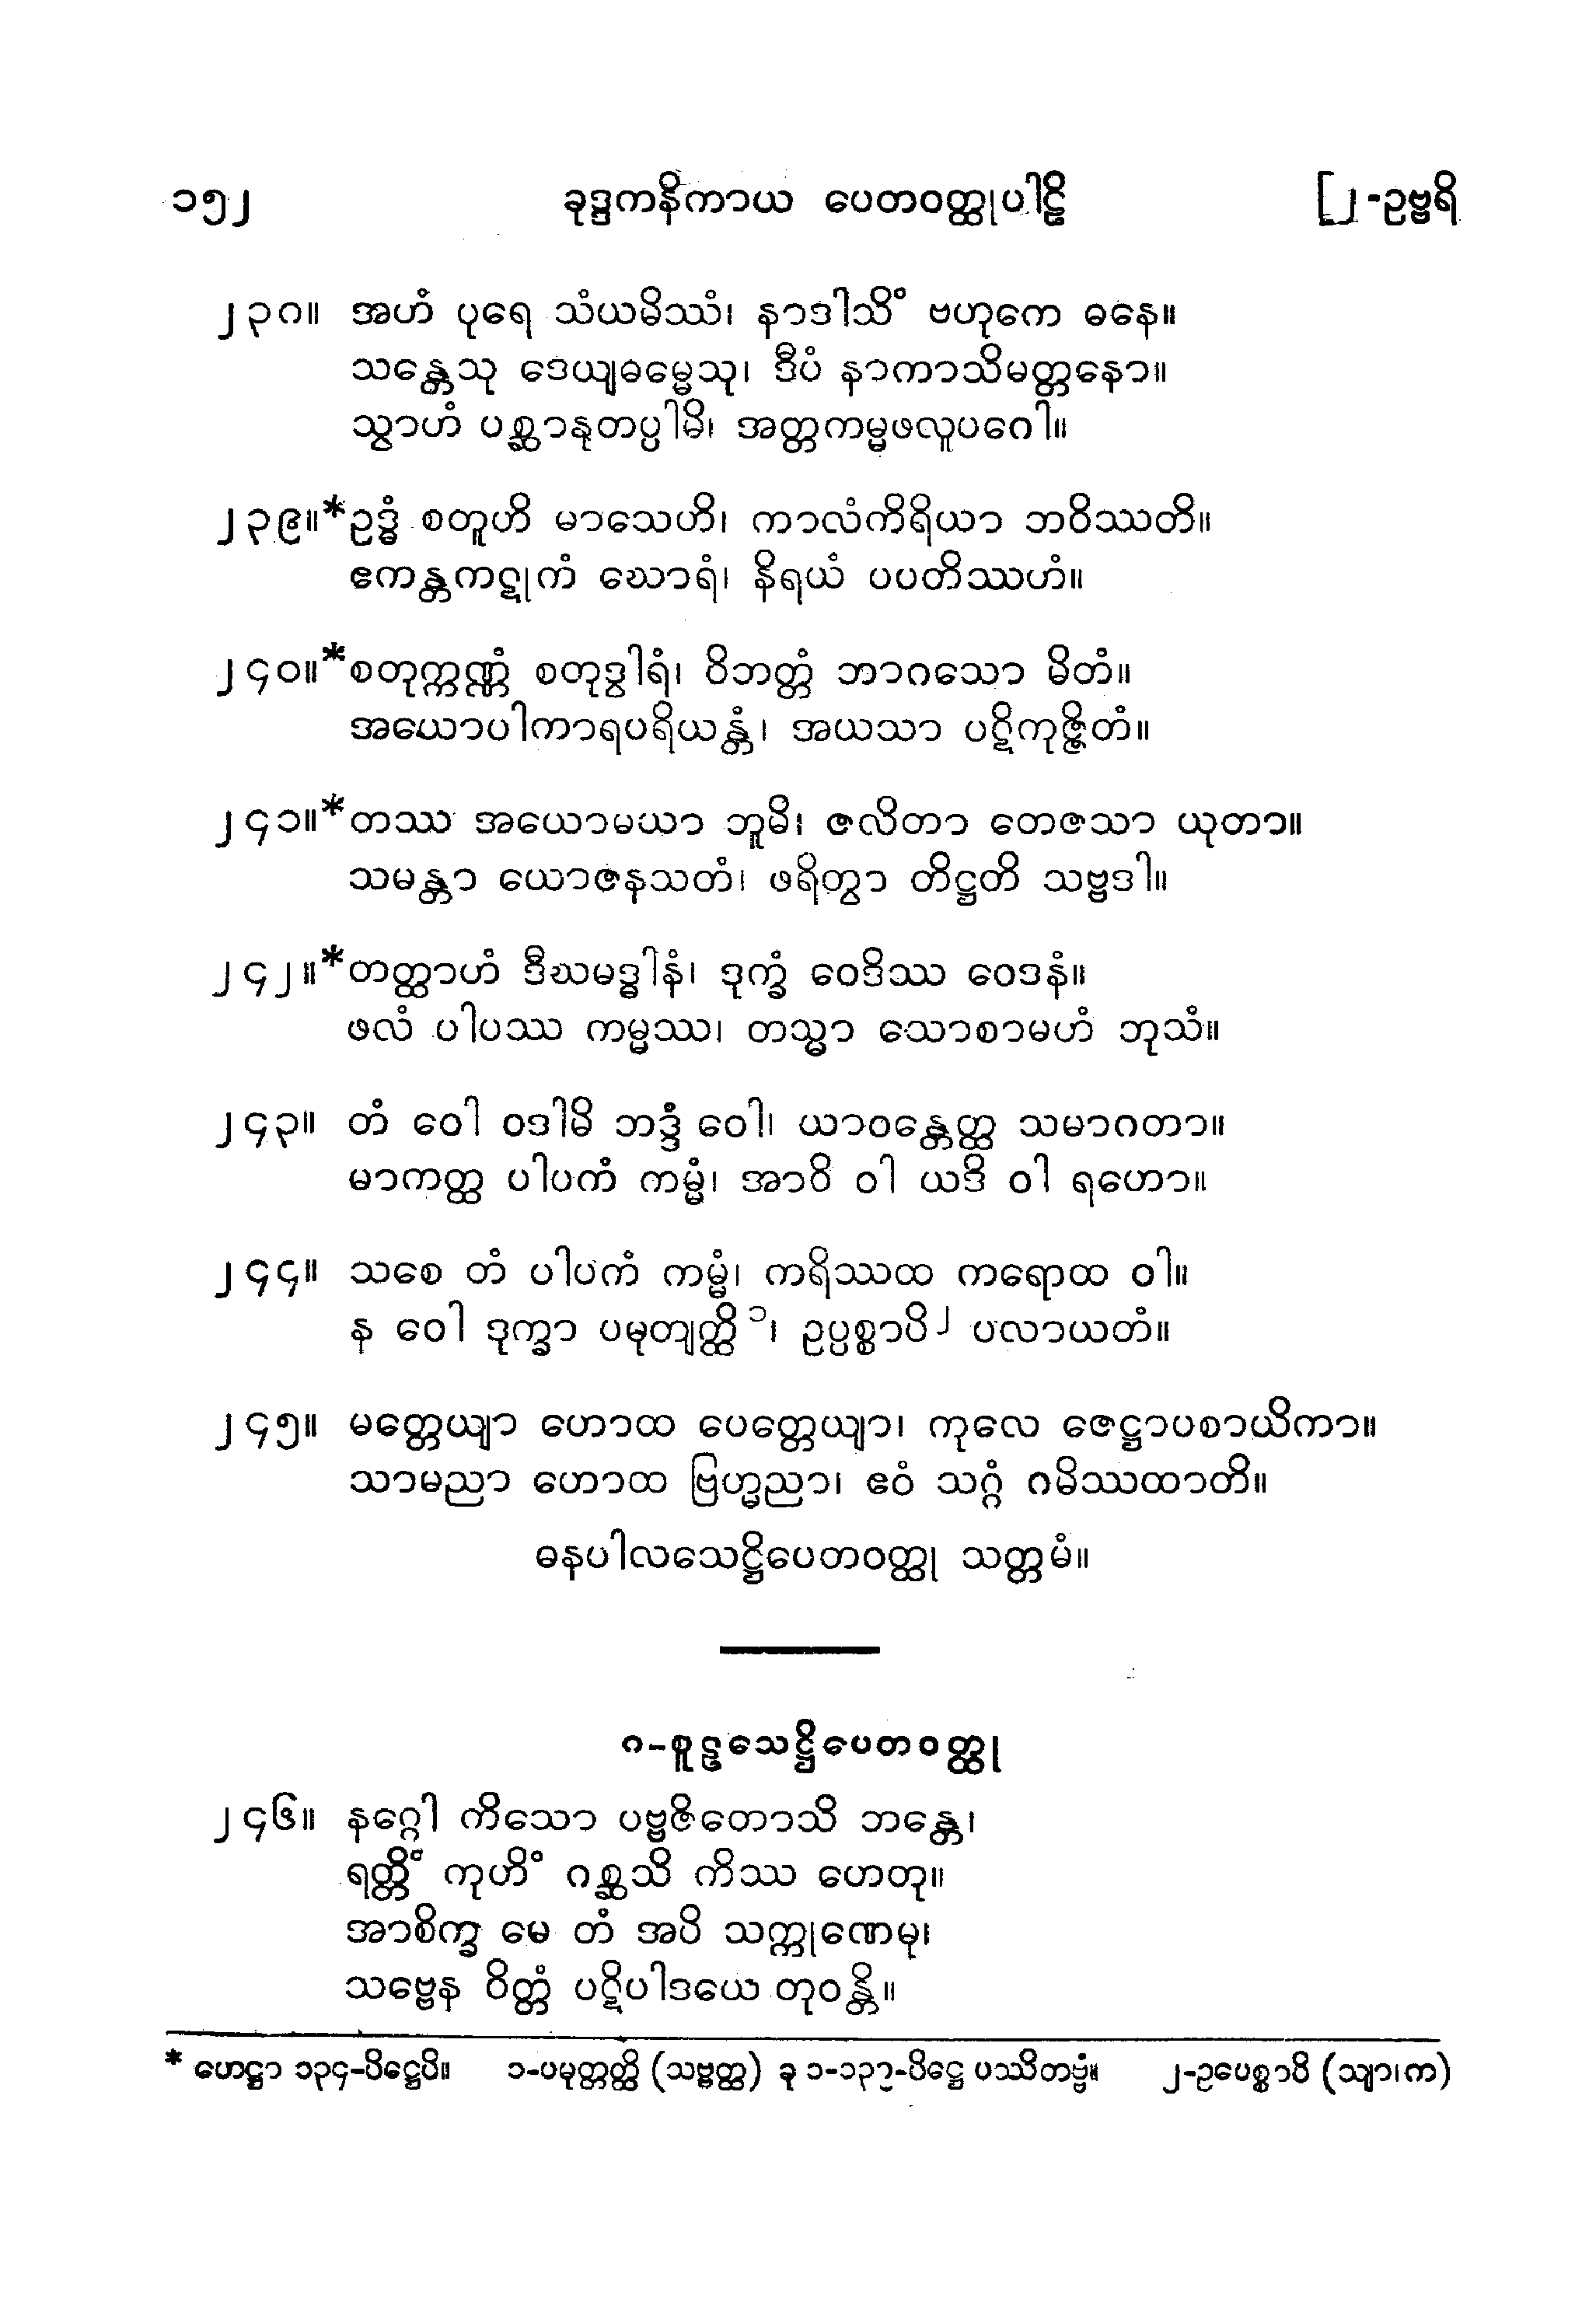 ၁၅၂ ခုဒ္ဒကနိကာယ ပေတဝတ္ထုပါဠိ [၂-ဥဗ္ဗရိ
၂၃၈။ အဟံ ပုရေ သံယမိဿံ၊ နာဒါသိံ ဗဟုကေ ဓနေ။
သန္တေသု ဒေယျဓမ္မေသု၊ ဒီပံ နာကာသိမတ္တနော။
သွာဟံ ပစ္ဆာနုတပ္ပါမိ၊ အတ္တကမ္မဖလူပဂေါ။
၂၃၉။*ဥဒ္ဓံ စတူဟိ မာသေဟိ၊ ကာလံကိရိယာ ဘဝိဿတိ။
ဧကန္တကဋုကံ ဃောရံ၊ နိရယံ ပပတိဿဟံ။
၂၄၀။*စတုက္ကဏ္ဏံ စတုဒွါရံ၊ ဝိဘတ္တံ ဘာဂသော မိတံ။
အယောပါကာရပရိယန္တံ၊ အယသာ ပဋိကုဇ္ဇိတံ။
၂၄၁။*တဿ အယောမယာ ဘူမိ၊ ဇလိတာ တေဇသာ ယုတာ။
သမန္တာ ယောဇနသတံ၊ ဖရိတွာ တိဋ္ဌတိ သဗ္ဗဒါ။
၂၄၂။*တတ္ထာဟံ ဒီဃမဒ္ဓါနံ၊ ဒုက္ခံ ဝေဒိဿ ဝေဒနံ။
ဖလံ ပါပဿ ကမ္မဿ၊ တသ္မာ သောစာမဟံ ဘုသံ။
၂၄၃။ တံ ဝေါ ဝဒါမိ ဘဒ္ဒံ ဝေါ၊ ယာဝန္တေတ္ထ သမာဂတာ။
မာကတ္ထ ပါပကံ ကမ္မံ၊ အာဝိ ဝါ ယဒိ ဝါ ရဟော။
၂၄၄။ သစေ တံ ပါပကံ ကမ္မံ၊ ကရိဿထ ကရောထ ဝါ။
န ဝေါ ဒုက္ခာ ပမုတျတ္ထိ၁၊ ဥပ္ပစ္စာပိ၂ ပလာယတံ။
၂၄၅။ မတ္တေယျာ ဟောထ ပေတ္တေယျာ၊ ကုလေ ဇေဋ္ဌာပစာယိကာ။
သာမညာ ဟောထ ဗြဟ္မညာ၊ ဧဝံ သဂ္ဂံ ဂမိဿထာတိ။
ဓနပါလသေဋ္ဌိပေတဝတ္ထု သတ္တမံ။
၈-စူဠသေဋ္ဌိပေတဝတ္ထု
၂၄၆။ နဂ္ဂေါ ကိသော ပဗ္ဗဇိတောသိ ဘန္တေ၊
ရတ္တိံ ကုဟိံ ဂစ္ဆသိ ကိဿ ဟေတု။
အာစိက္ခ မေ တံ အပိ သက္ကုဏေမု၊
သဗ္ဗေန ဝိတ္တံ ပဋိပါဒယေ တုဝန္တိ။
* ဟေဋ္ဌာ ၁၃၄-ပိဋ္ဌေပိ။ ၁-ပမုတ္တတ္ထိ (သဗ္ဗတ္ထ) ခု ၁-၁၃၃-ပိဋ္ဌေ ပဿိတဗ္ဗံ။ ၂-ဥပေစ္စာပိ (သျာ၊က)